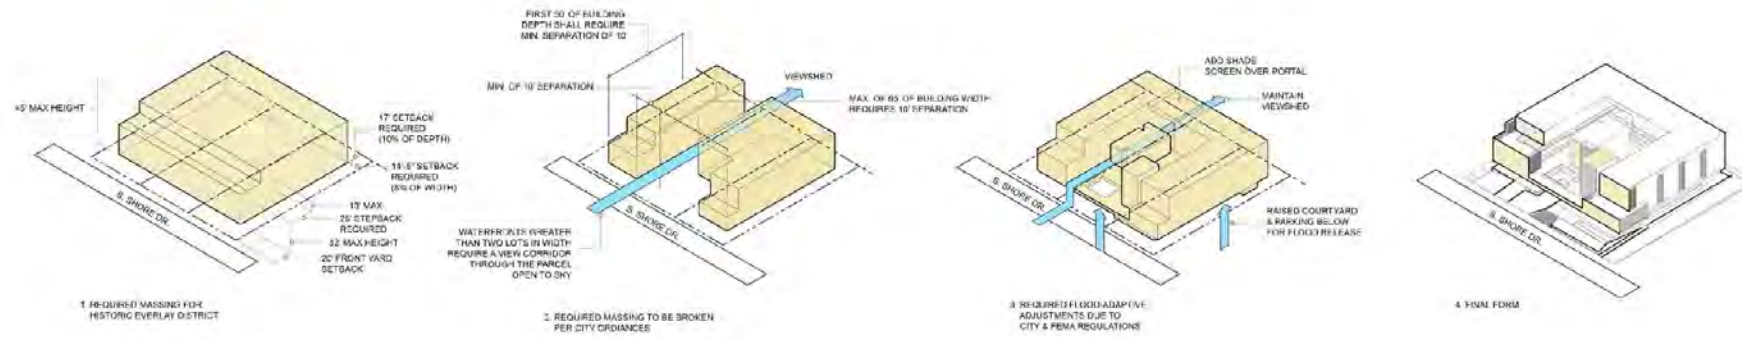 45' MAX HEIGHT
17' SETBACK
REQUIRED
(10% OF DEPTH)
SETBACK
REQUIRED
(8% OF WIDTH)
13' MAX
25' STEPBACK
REQUIRED
32' MAX HEIGHT
20' FRONT YARD
SETBACK
S. SHORE DR.
1. REQUIRED MASSING FOR
HISTORIC EVERLAY DISTRICT
FIRST 50' OF BUILDING
DEPTH SHALL REQUIRE
MIN. SEPARATION OF 10'
MIN. OF 10' SEPARATION
VIEWSHED
MAX. OF 65' OF BUILDING WIDTH
REQUIRES 10' SEPARATION
S. SHORE DR.
WATERFRONTS GREATER
THAN TWO LOTS IN WIDTH
REQUIRE A VIEW CORRIDOR
THROUGH THE PARCEL
OPEN TO SKY
2. REQUIRED MASSING TO BE BROKEN
PER CITY ORDIANCES
ADD SHADE
SCREEN OVER PORTAL
MAINTAIN
VIEWSHED
S. SHORE DR.
RAISED COURTYARD
& PARKING BELOW
FOR FLOOD RELEASE
3. REQUIRED FLOOD-ADAPTIVE
ADJUSTMENTS DUE TO
CITY & FEMA REGULATIONS
S. SHORE DR.
4. FINAL FORM